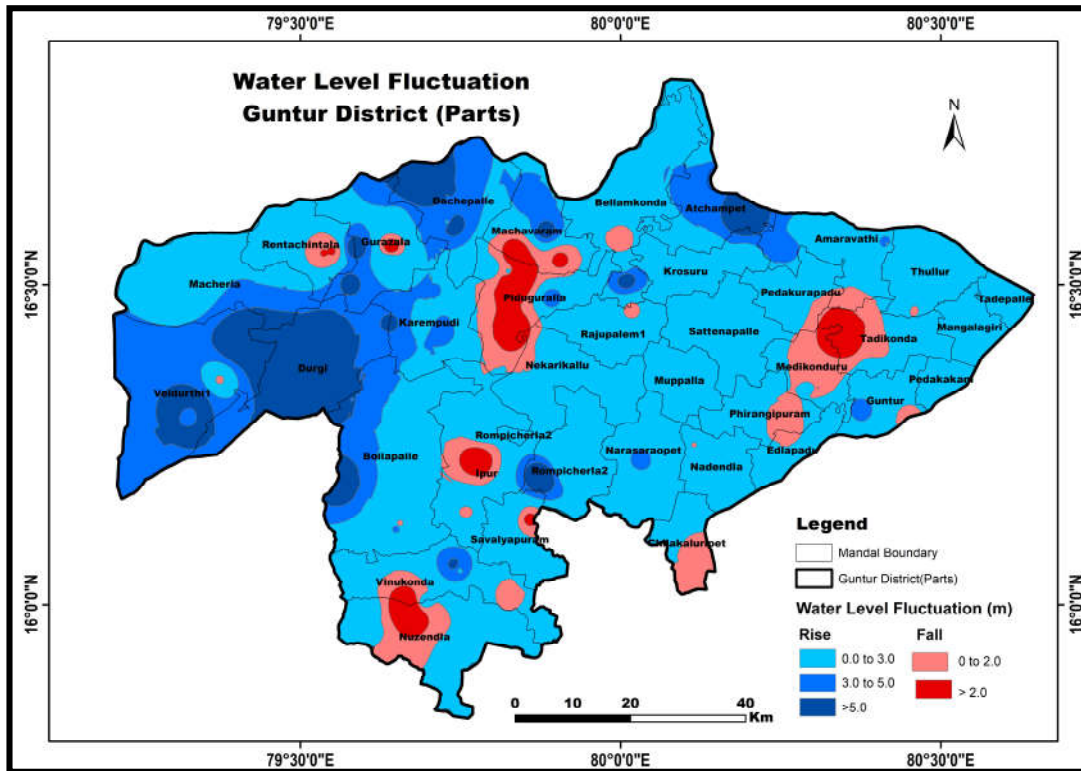 79°30'0"E
80°0'0"E
80°30'0"E
Water Level Fluctuation
Guntur District (Parts)
N
Dachepalle
Bellamkonda
Atchampet
Machavaram
Rentachintala
Gurazala
Amaravathi
Krosuru
Thullur
16°30'0"N
Macherla
Pedakurapadu
16°30'0"N
Piduguralla
Tadepalle
Karempudi
Rajupalem1
Sattenapalle
Mangalagiri
Tadikonda
Durgi
Nekarikallu
Medikonduru
Muppalla
Pedakakani
Veldurthi1
Guntur
Phirangipuram
Rompicherla2
Bollapalle
Narasaraopet
Edlapadu
Ipur
Rompicherla2
Nadendla
Savalyapuram
Chilakaluripet
Legend
Mandal Boundary
Guntur District(Parts)
Vinukonda
16°0'0"N
16°0'0"N
Water Level Fluctuation (m)
Nuzendla
Rise
Fall
0.0 to 3.0
0 to 2.0
3.0 to 5.0
> 2.0
>5.0
0 10 20 40
Km
79°30'0"E
80°0'0"E
80°30'0"E